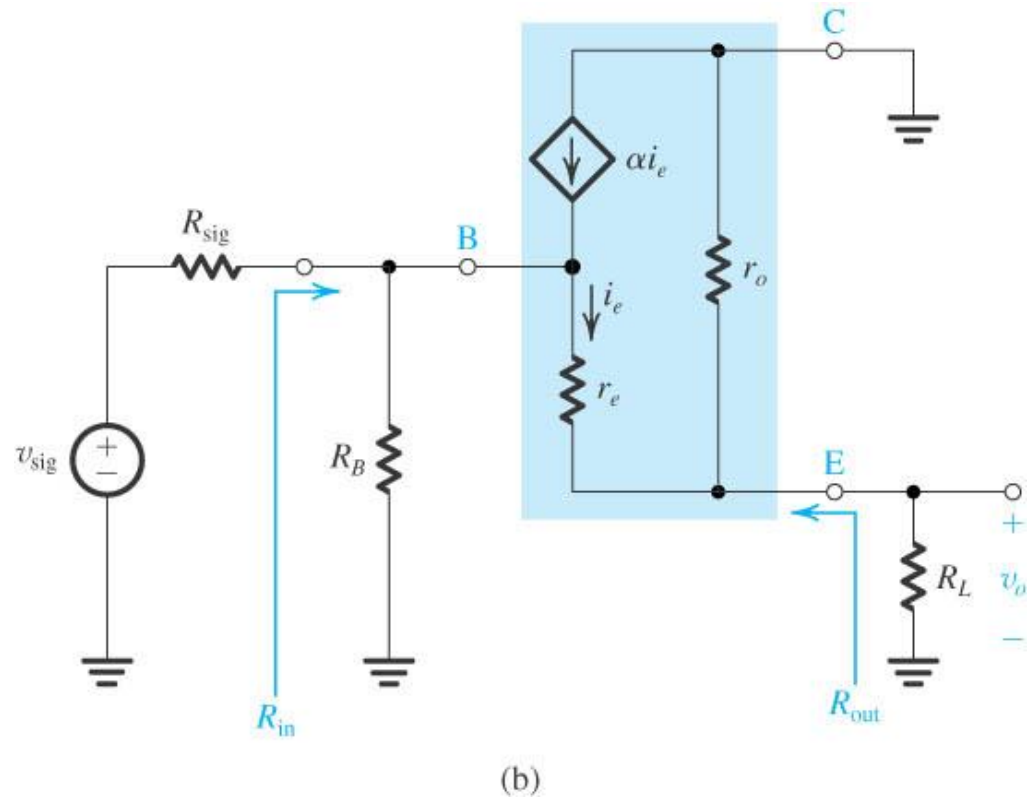 C
αi_e
R_sig
B
r_o
i_e
r_e
+
−
v_sig
R_B
E
+
R_L
v_o
−
R_in
R_out
(b)